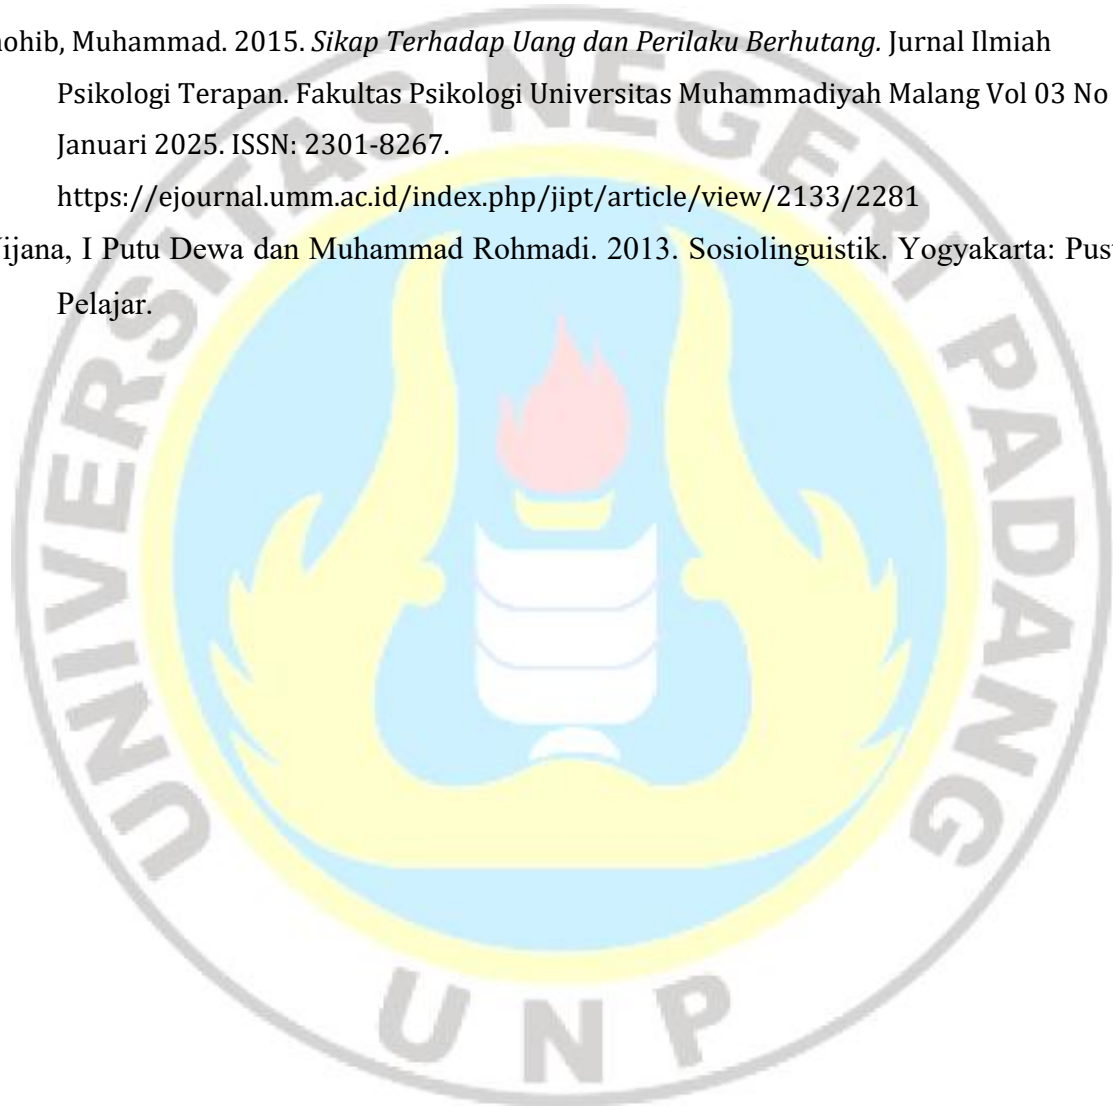 ohib, Muhammad. 2015. Sikap Terhadap Uang dan Perilaku Berhutang. Jurnal Ilmiah
Psikologi Terapan. Fakultas Psikologi Universitas Muhammadiyah Malang Vol 03 No
Januari 2025. ISSN: 2301-8267.
https://ejournal.umm.ac.id/index.php/jipt/article/view/2133/2281
ijana, I Putu Dewa dan Muhammad Rohmadi. 2013. Sosiolinguistik. Yogyakarta: Pus
Pelajar.
UNIVERSITAS NEGERI PADANG
UNP